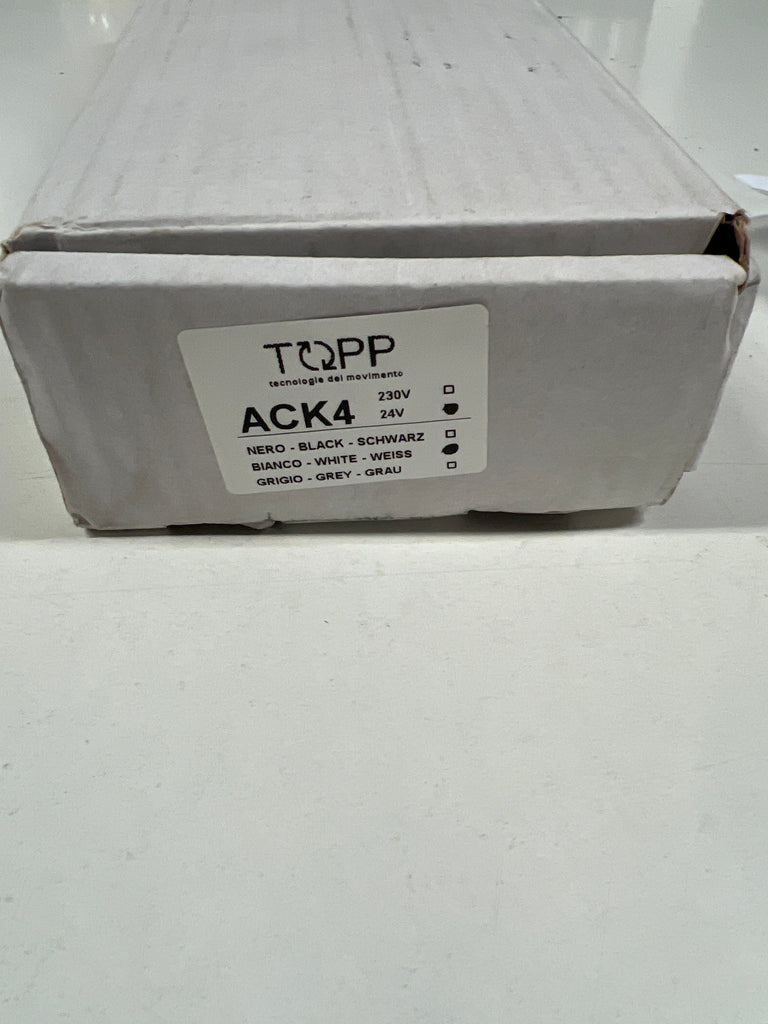 TOPP
tecnologie del movimento
ACK4
230V
24V
NERO - BLACK - SCHWARZ
BIANCO - WHITE - WEISS
GRIGIO - GREY - GRAU